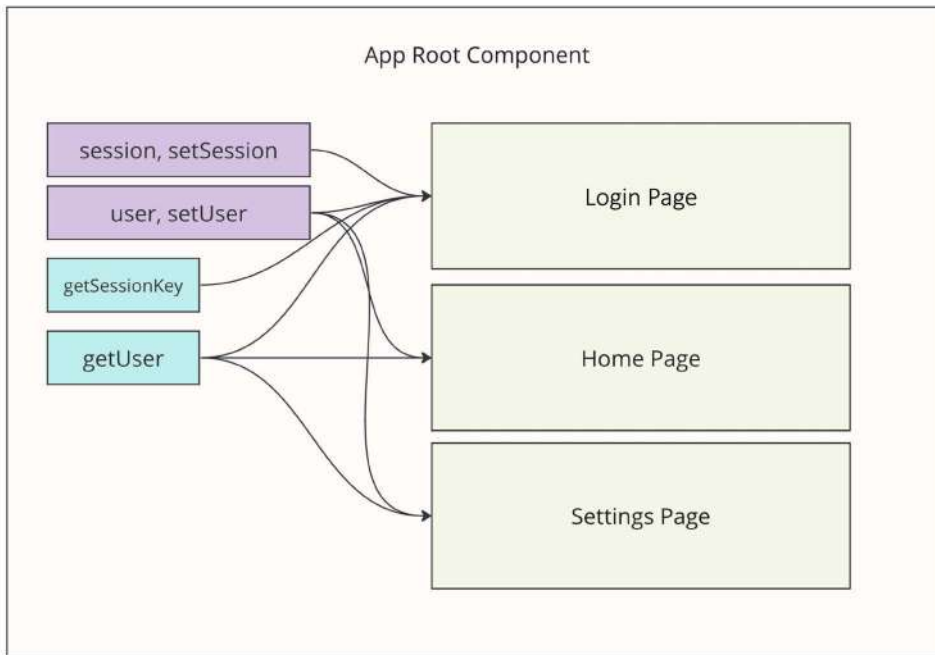 App Root Component
session, setSession
user, setUser
getSessionKey
getUser
Login Page
Home Page
Settings Page